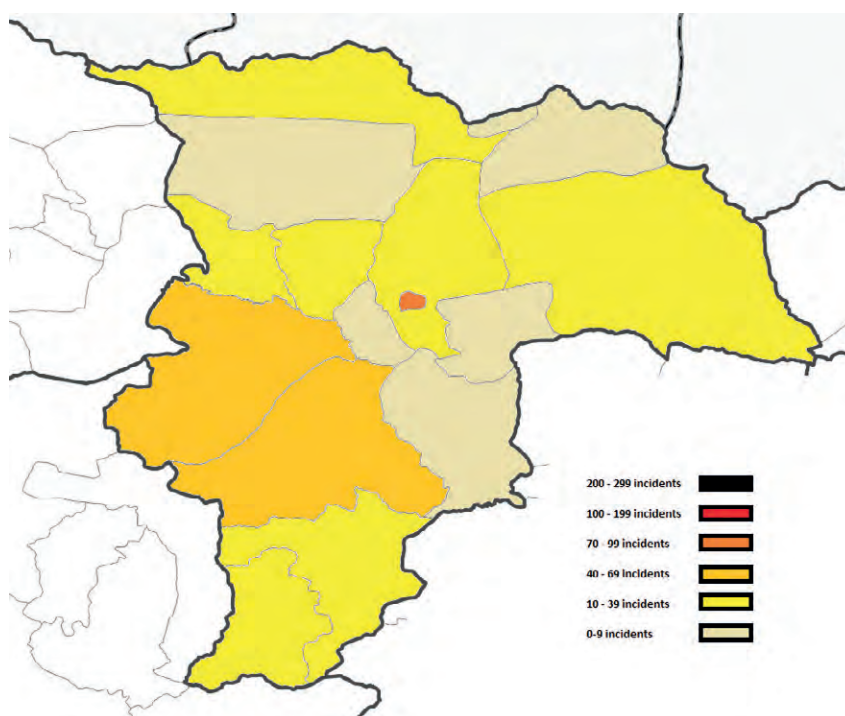 200 - 299 incidents
100 - 199 incidents
70 - 99 incidents
40 - 69 incidents
10 - 39 incidents
0-9 incidents